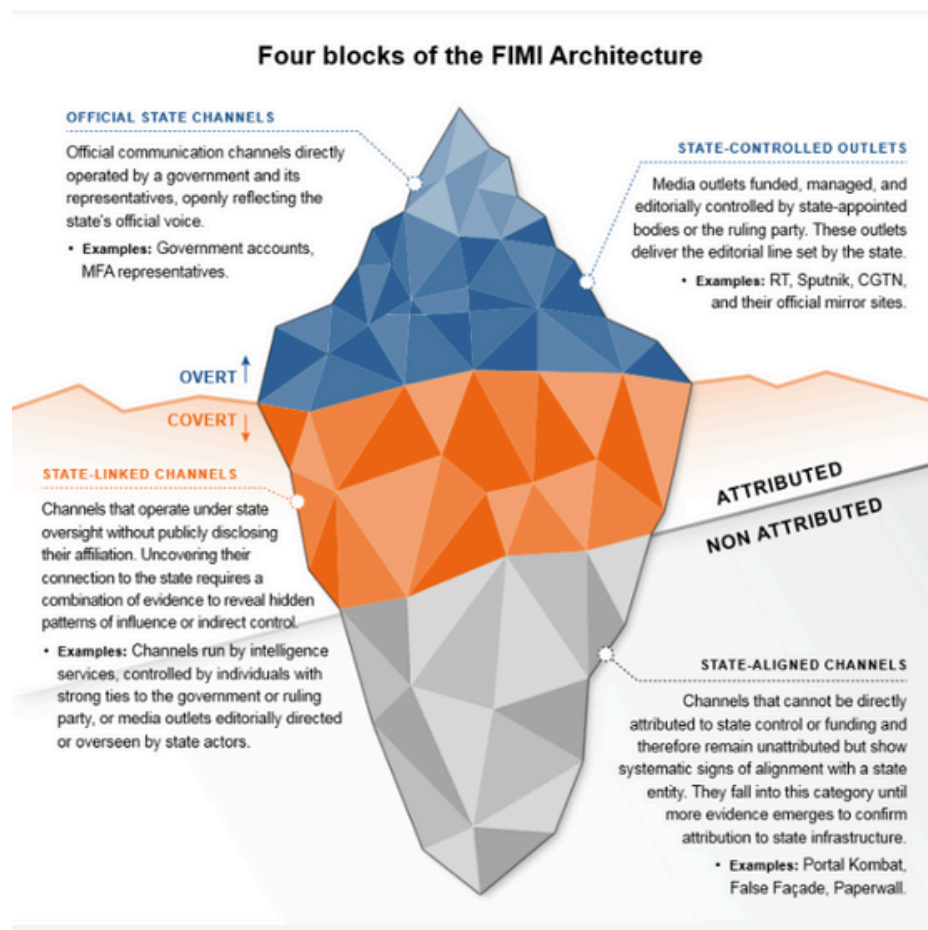 Four blocks of the FIMI Architecture
OFFICIAL STATE CHANNELS
Official communication channels directly
operated by a government and its
representatives, openly reflecting the
state's official voice.
• Examples: Government accounts,
MFA representatives.
STATE-CONTROLLED OUTLETS
Media outlets funded, managed, and
editorially controlled by state-appointed
bodies or the ruling party. These outlets
deliver the editorial line set by the state.
• Examples: RT, Sputnik, CGTN,
and their official mirror sites.
OVERT
COVERT
STATE-LINKED CHANNELS
Channels that operate under state
oversight without publicly disclosing
their affiliation. Uncovering their
connection to the state requires a
combination of evidence to reveal hidden
patterns of influence or indirect control.
• Examples: Channels run by intelligence
services, controlled by individuals with
strong ties to the government or ruling
party, or media outlets editorially directed
or overseen by state actors.
ATTRIBUTED
NON ATTRIBUTED
STATE-ALIGNED CHANNELS
Channels that cannot be directly
attributed to state control or funding and
therefore remain unattributed but show
systematic signs of alignment with a state
entity. They fall into this category until
more evidence emerges to confirm
attribution to state infrastructure.
• Examples: Portal Kombat,
False Façade, Paperwall.